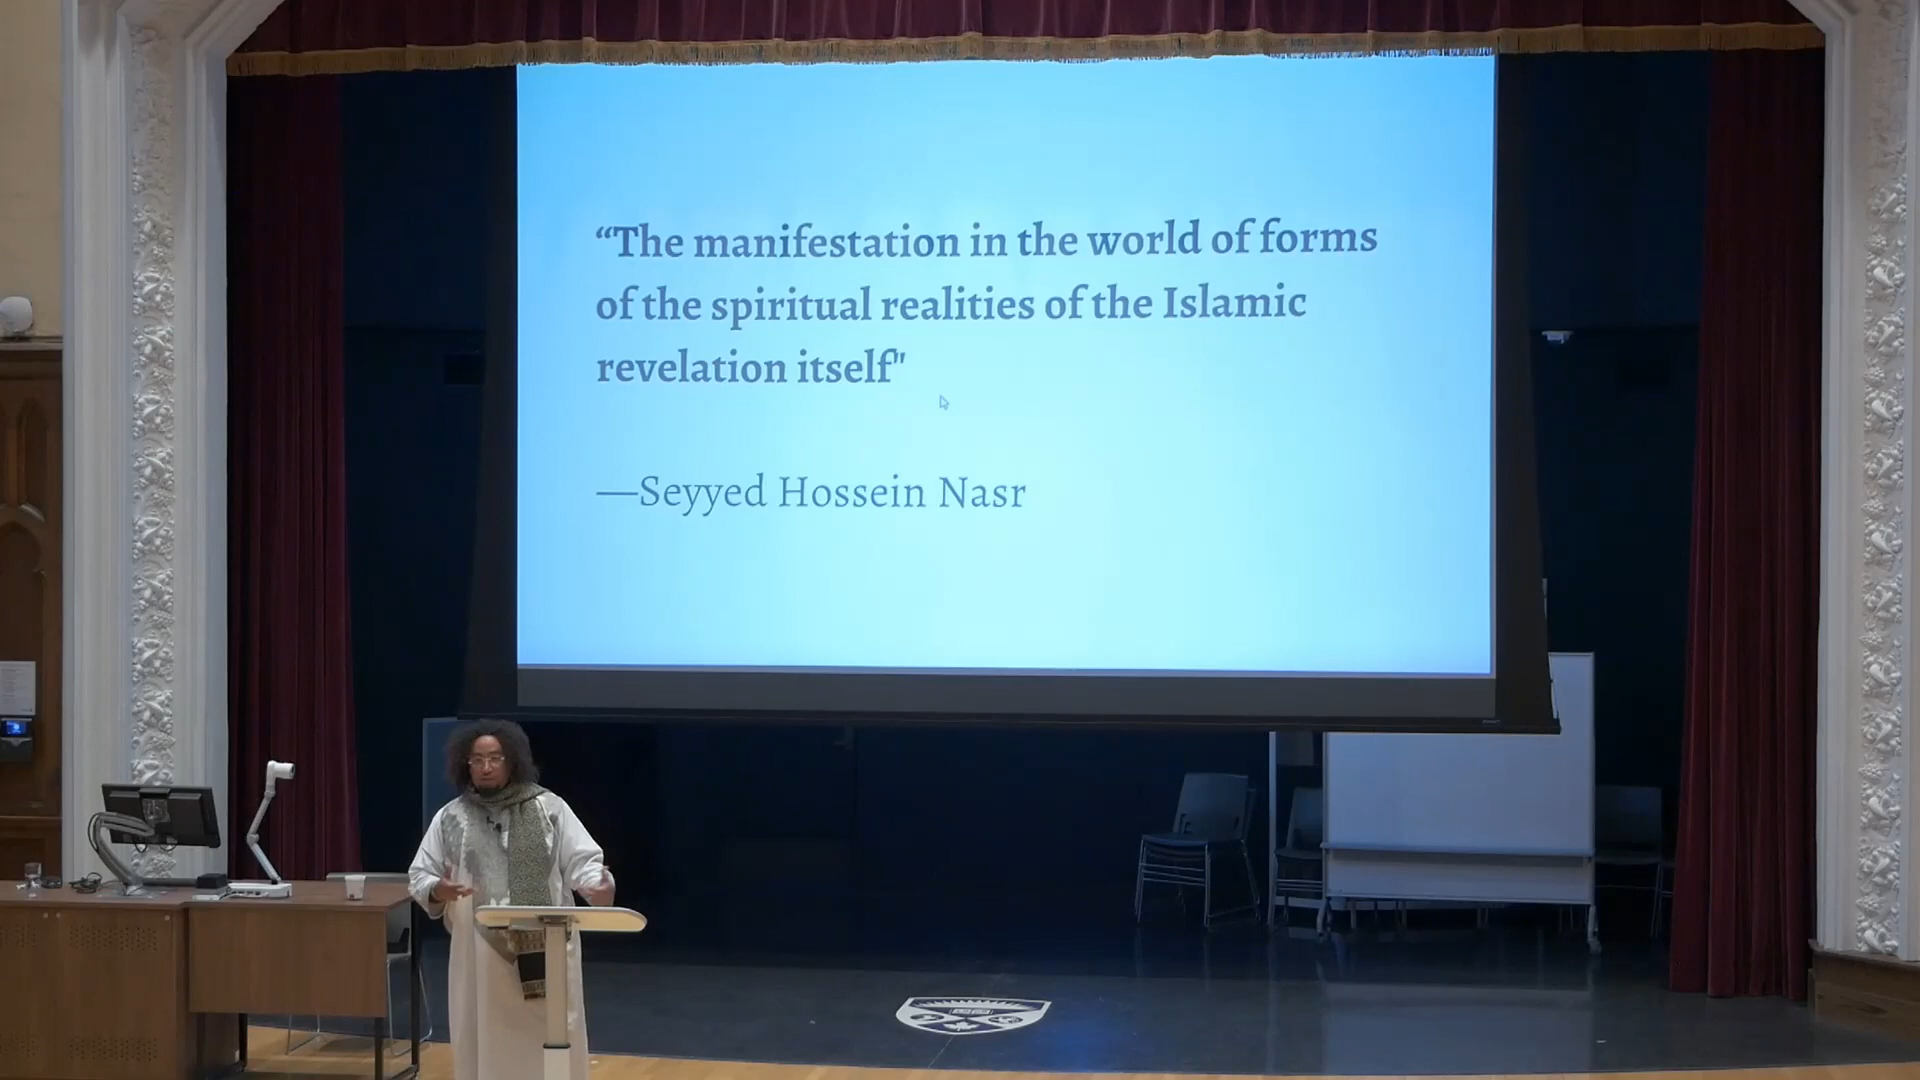 “The manifestation in the world of forms
of the spiritual realities of the Islamic
revelation itself"
—Seyyed Hossein Nasr